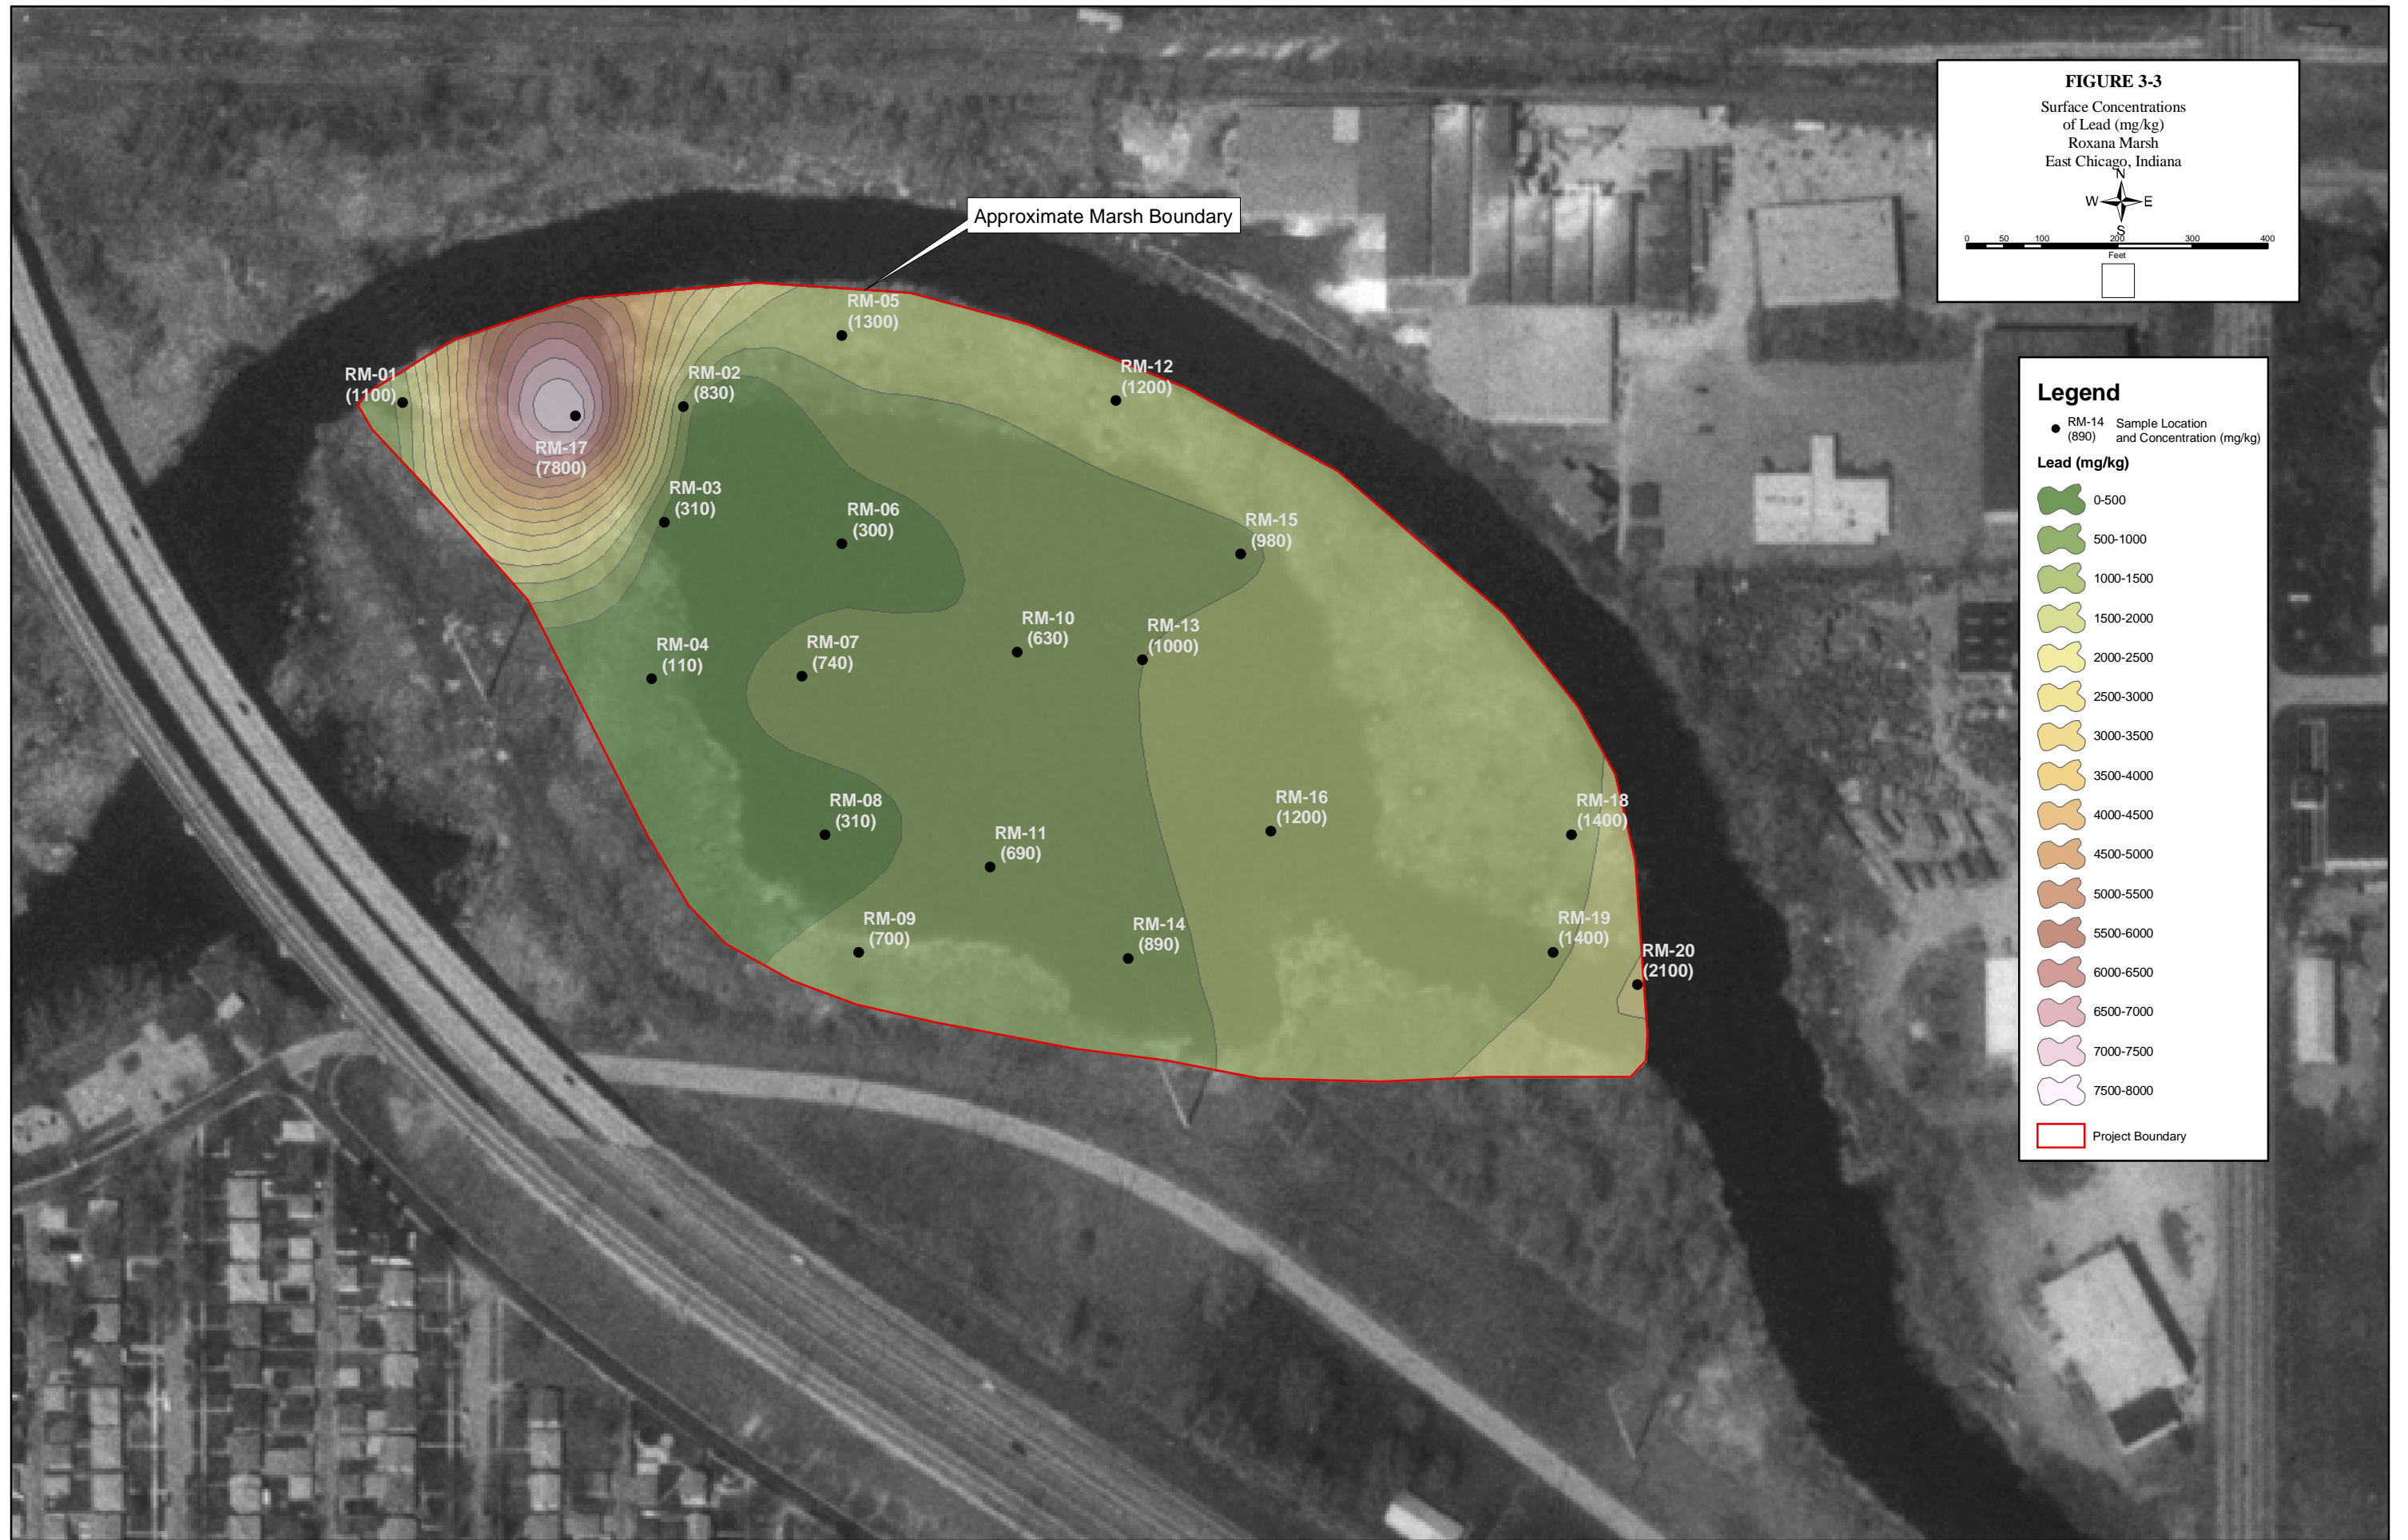 FIGURE 3-3
Surface Concentrations
of Lead (mg/kg)
Roxana Marsh
East Chicago, Indiana
N
W E
S
0 50 100 200 300 400
Feet
Approximate Marsh Boundary
RM-05
(1300)
RM-12
(1200)
RM-01
(1100)
RM-02
(830)
RM-17
(7800)
RM-03
(310)
RM-06
(300)
RM-15
(980)
RM-10
(630)
RM-13
(1000)
RM-04
(110)
RM-07
(740)
RM-08
(310)
RM-16
(1200)
RM-18
(1400)
RM-11
(690)
RM-09
(700)
RM-14
(890)
RM-19
(1400)
RM-20
(2100)
Legend
RM-14 Sample Location
(890) and Concentration (mg/kg)
Lead (mg/kg)
0-500
500-1000
1000-1500
1500-2000
2000-2500
2500-3000
3000-3500
3500-4000
4000-4500
4500-5000
5000-5500
5500-6000
6000-6500
6500-7000
7000-7500
7500-8000
Project Boundary